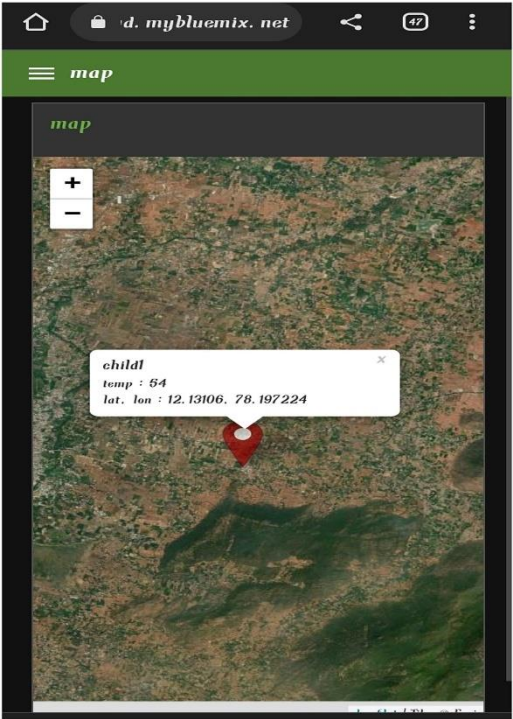 d. mybluemix. net
47
map
map
+
−
child1
×
temp : 54
lat. lon : 12.13106. 78.197224